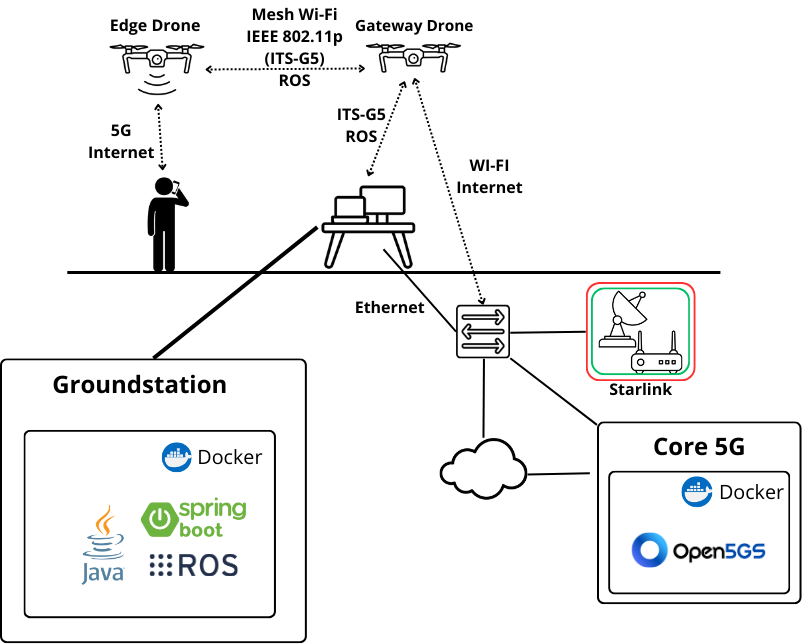 Edge Drone
Mesh Wi-Fi
IEEE 802.11p
(ITS-G5)
ROS
Gateway Drone
5G
Internet
ITS-G5
ROS
WI-FI
Internet
Ethernet
Starlink
Groundstation
Docker
spring
boot
Java
ROS
Core 5G
Docker
Open5GS